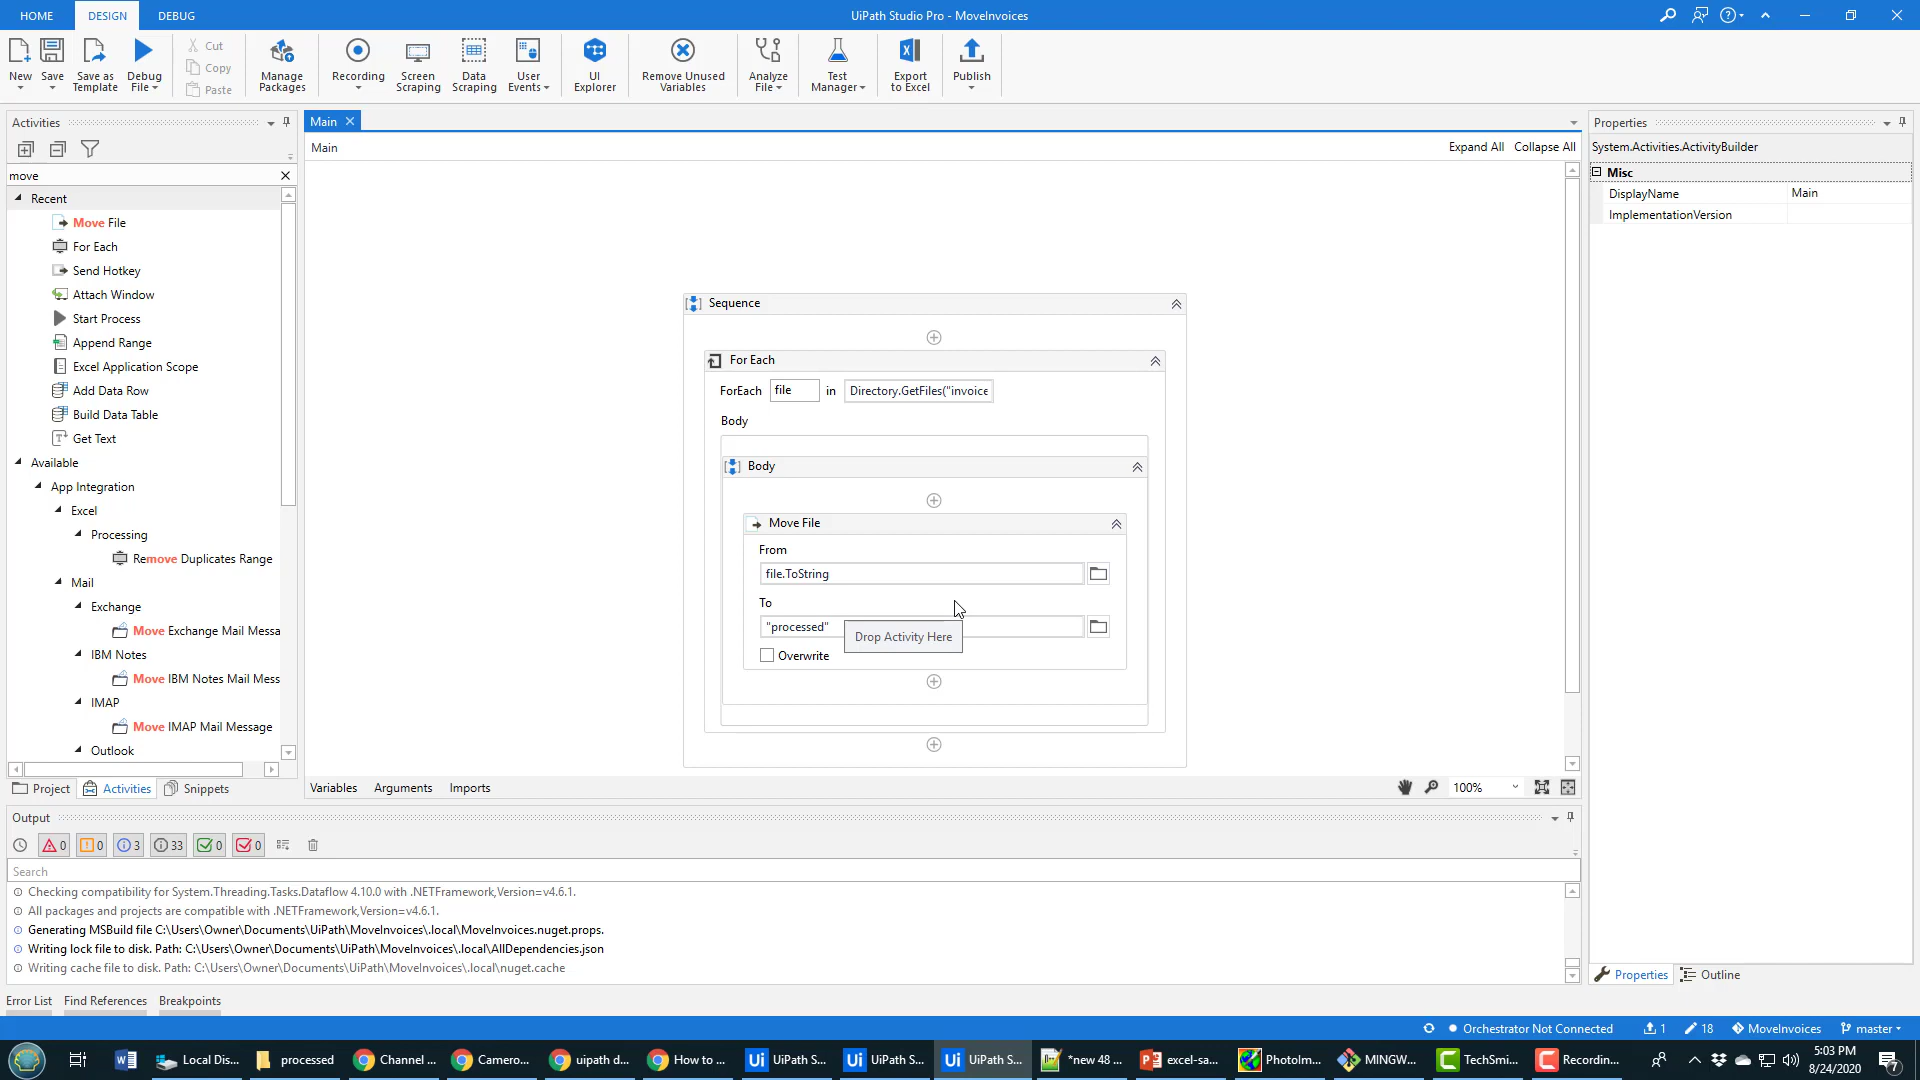 HOME DESIGN DEBUG UiPath Studio Pro - MoveInvoices
New Save Save as Template Debug File Cut Copy Paste Manage Packages Recording Screen Scraping Data Scraping User Events UI Explorer Remove Unused Variables Analyze File Test Manager Export to Excel Publish
Activities
move
Recent
Move File
For Each
Send Hotkey
Attach Window
Start Process
Append Range
Excel Application Scope
Add Data Row
Build Data Table
Get Text
Available
App Integration
Excel
Processing
Remove Duplicates Range
Mail
Exchange
Move Exchange Mail Messa
IBM Notes
Move IBM Notes Mail Mess
IMAP
Move IMAP Mail Message
Outlook
Project Activities Snippets
Main
Main Expand All Collapse All
Sequence
For Each
ForEach file in Directory.GetFiles("invoice
Body
Body
Move File
From
file.ToString
To
"processed"
Drop Activity Here
Overwrite
Variables Arguments Imports 100%
Properties
System.Activities.ActivityBuilder
Misc
DisplayName Main
ImplementationVersion
Properties Outline
Output
0 0 3 33 0 0
Search
Checking compatibility for System.Threading.Tasks.Dataflow 4.10.0 with .NETFramework,Version=v4.6.1.
All packages and projects are compatible with .NETFramework,Version=v4.6.1.
Generating MSBuild file C:\Users\Owner\Documents\UiPath\MoveInvoices\.local\MoveInvoices.nuget.props.
Writing lock file to disk. Path: C:\Users\Owner\Documents\UiPath\MoveInvoices\.local\AllDependencies.json
Writing cache file to disk. Path: C:\Users\Owner\Documents\UiPath\MoveInvoices\.local\nuget.cache
Error List Find References Breakpoints
Orchestrator Not Connected 1 18 MoveInvoices master
Local Dis... processed Channel ... Camero... uipath d... How to ... UiPath S... UiPath S... UiPath S... *new 48 ... excel-sa... PhotoIm... MINGW... TechSmi... Recordin...
5:03 PM
8/24/2020
7